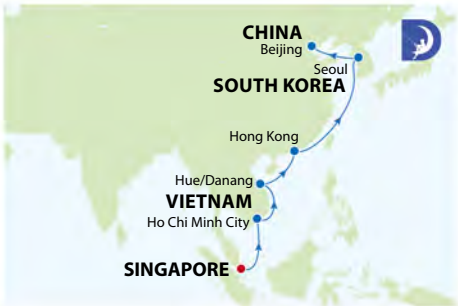 CHINA
Beijing
Seoul
SOUTH KOREA
Hong Kong
Hue/Danang
VIETNAM
Ho Chi Minh City
SINGAPORE